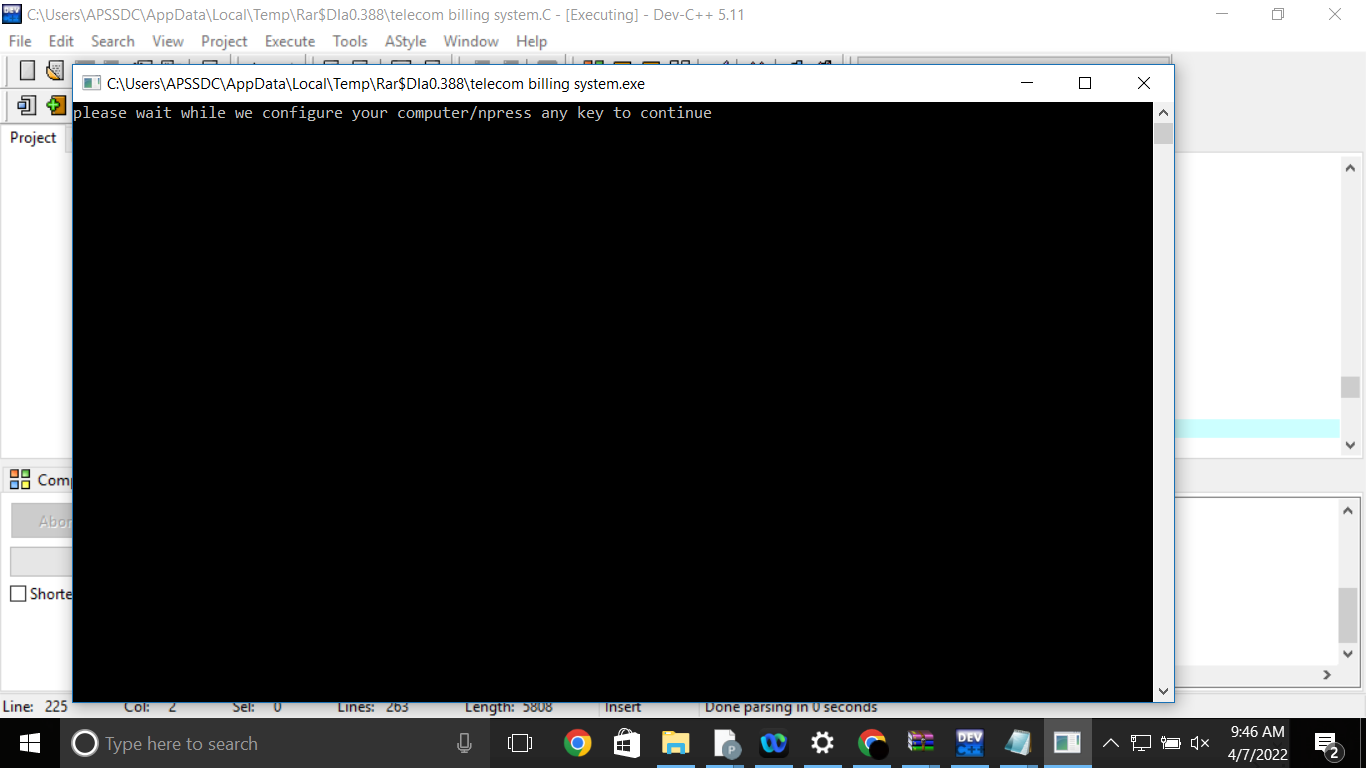 C:\Users\APSSDC\AppData\Local\Temp\Rar$DIa0.388\telecom billing system.C - [Executing] - Dev-C++ 5.11
File Edit Search View Project Execute Tools AStyle Window Help
C:\Users\APSSDC\AppData\Local\Temp\Rar$DIa0.388\telecom billing system.exe
please wait while we configure your computer/npress any key to continue
Project
Comp
Abor
Shorte
Line: 225 Col: 2 Sel: 0 Lines: 263 Length: 5808 Insert Done parsing in 0 seconds
Type here to search
DEV C++
9:46 AM
4/7/2022
2